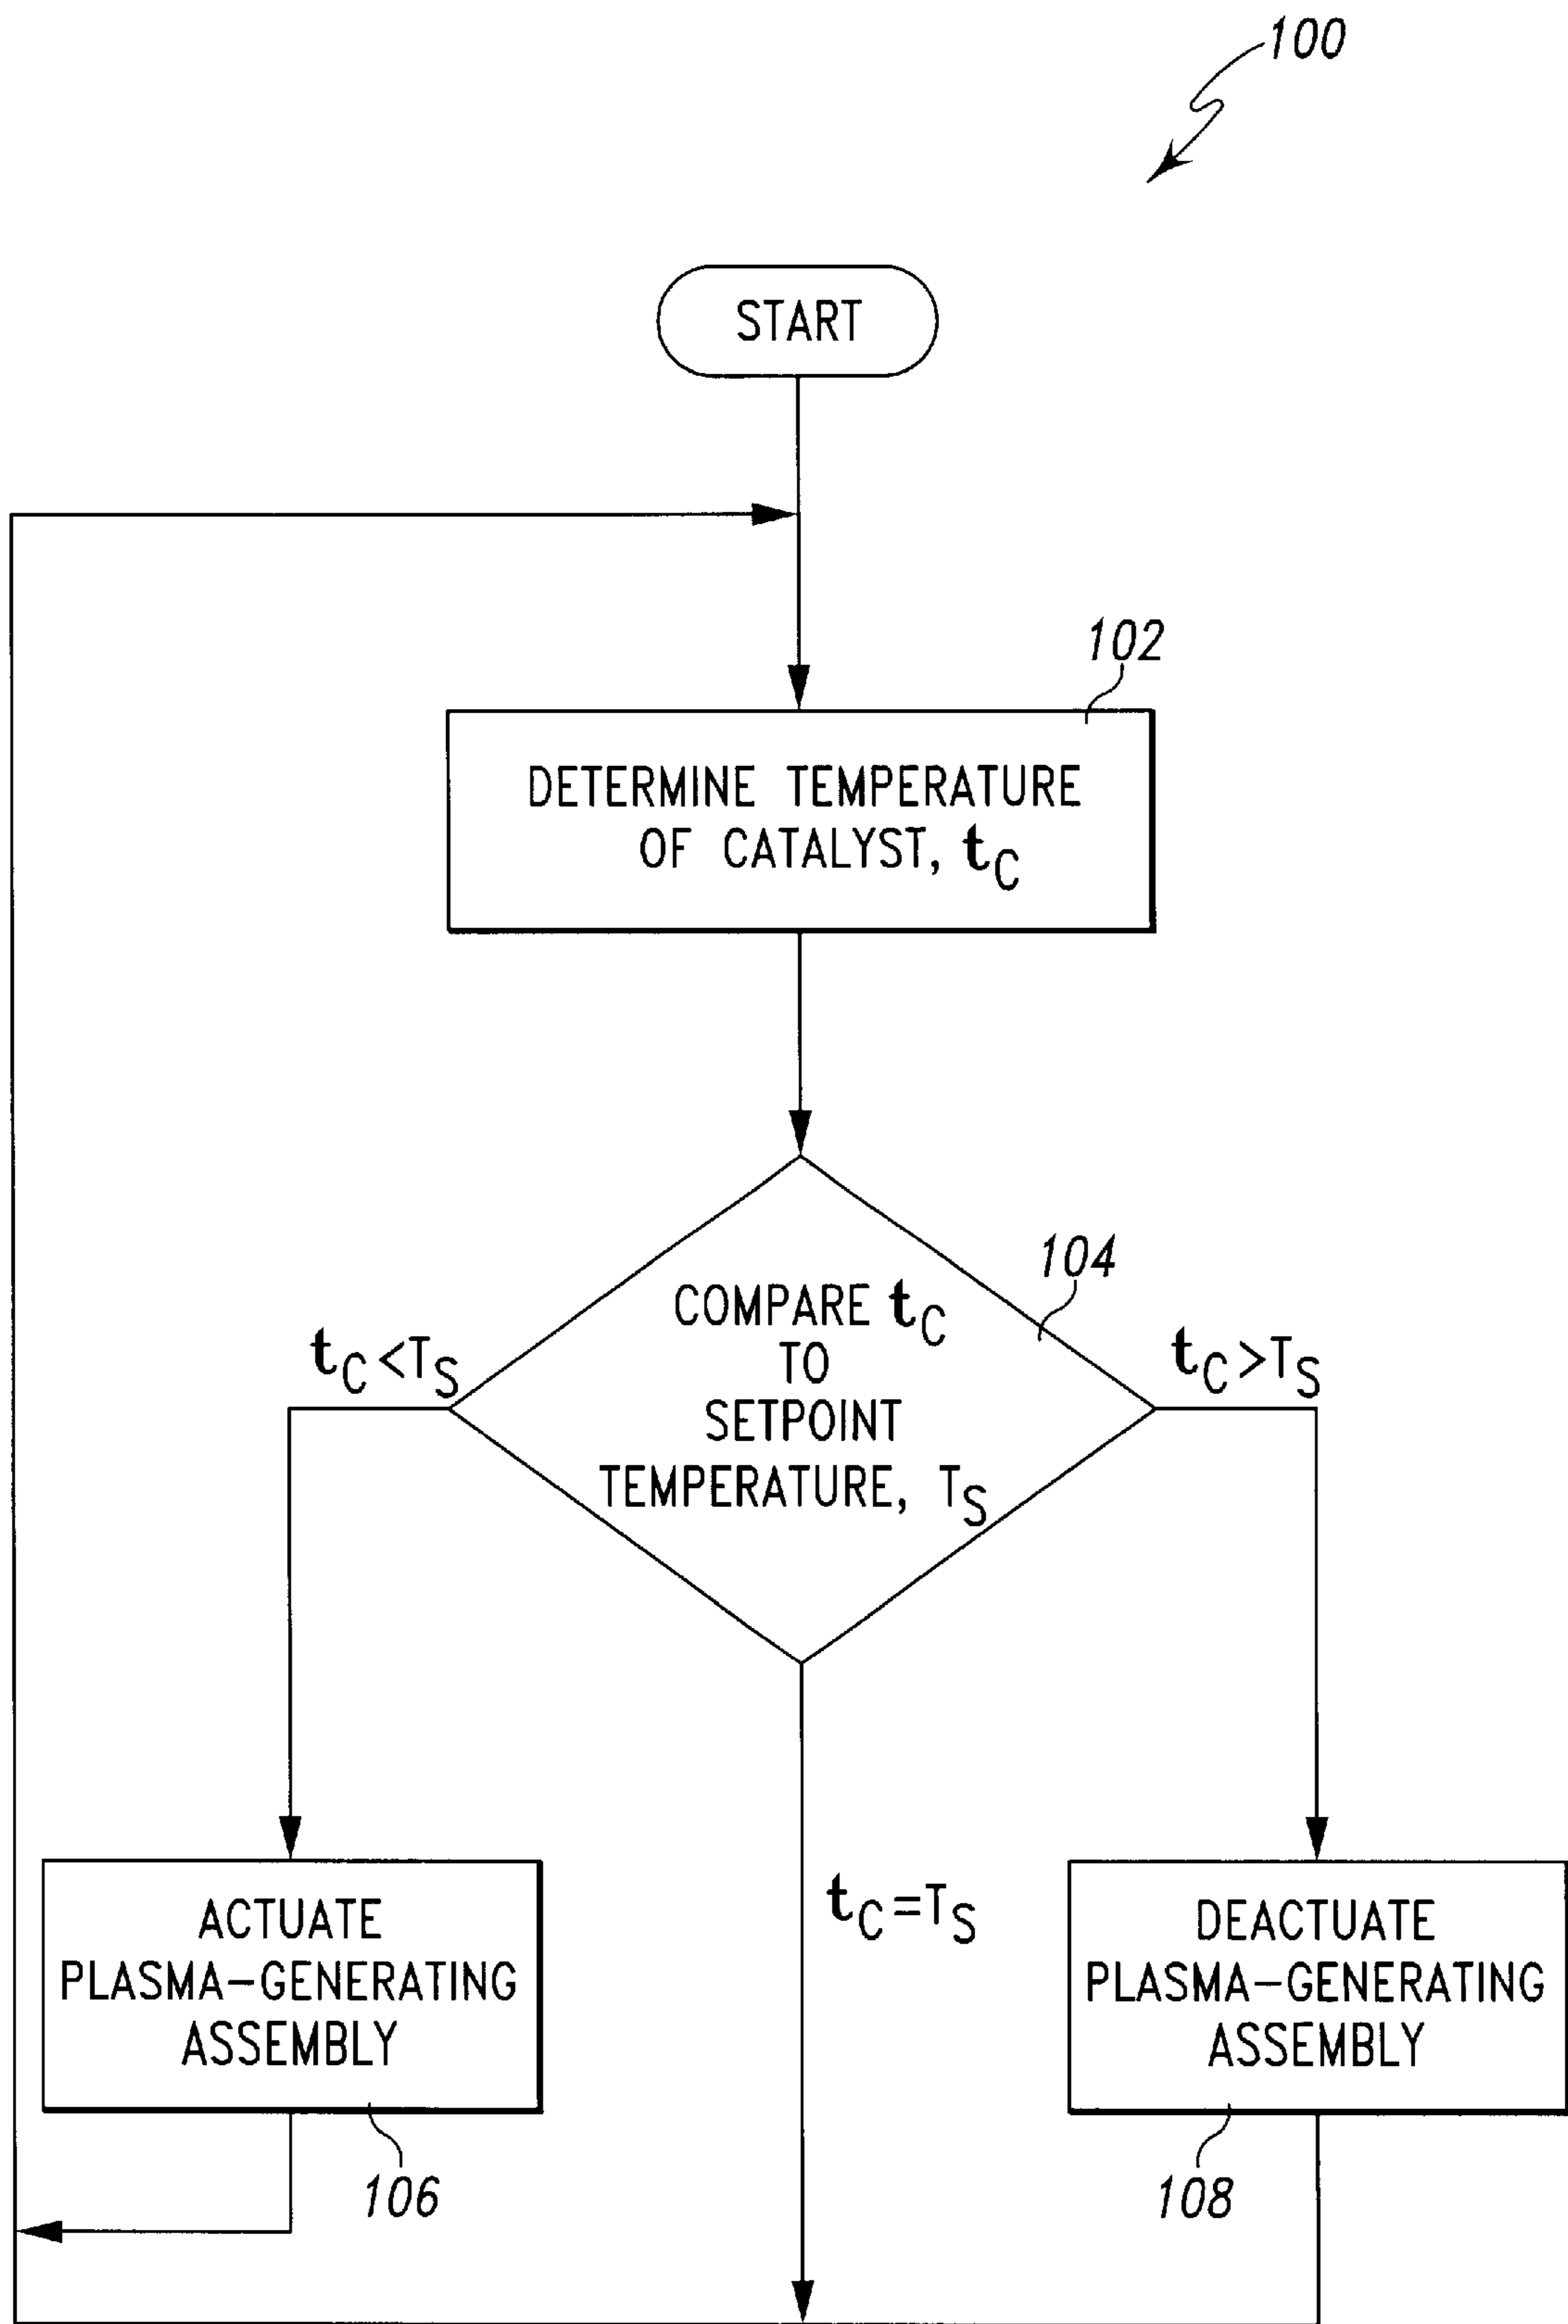 100
START
102
DETERMINE TEMPERATURE
OF CATALYST, tC
104
COMPARE tC
TO
SETPOINT
TEMPERATURE, TS
tC<TS
tC>TS
tC=TS
ACTUATE
PLASMA-GENERATING
ASSEMBLY
106
DEACTUATE
PLASMA-GENERATING
ASSEMBLY
108